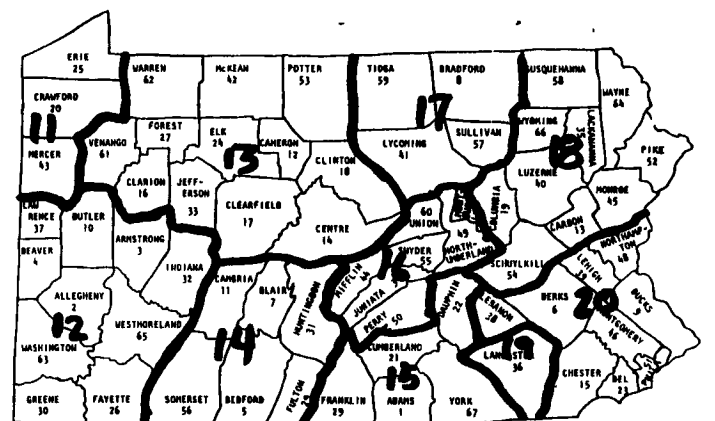 ERIE
25
WARREN
62
McKEAN
42
POTTER
53
TIOGA
59
BRADFORD
8
SUSQUEHANNA
58
WAYNE
64
CRAWFORD
20
11
17
FOREST
27
ELK
24
CAMERON
12
SULLIVAN
57
WYOMING
66
LACKAWANNA
35
18
MERCER
43
VENANGO
61
13
LYCOMING
41
PIKE
52
CLINTON
18
LUZERNE
40
CLARION
16
JEFF-
ERSON
33
CLEARFIELD
17
MONROE
45
COLUMBIA
19
LAW
RENCE
37
BUTLER
10
ARMSTRONG
3
CENTRE
14
60
UNION
49
NORTH-
UMBERLAND
CARBON
13
NORTHAMP-
TON
48
BEAVER
4
INDIANA
32
CAMBRIA
11
BLAIR
7
HUNTINGDON
31
MIFFLIN
44
SNYDER
55
16
SCHUYLKILL
54
LEHIGH
39
ALLEGHENY
2
JUNIATA
PERRY
50
DAUPHIN
22
LEBANON
38
BERKS
6
20
BUCKS
9
MONTGOMERY
46
12
WESTMORELAND
65
14
WASHINGTON
63
CUMBERLAND
21
LANCASTER
36
19
15
CHESTER
15
DEL
23
GREENE
30
FAYETTE
26
SOMERSET
56
BEDFORD
5
FULTON
29
FRANKLIN
29
ADAMS
1
YORK
67